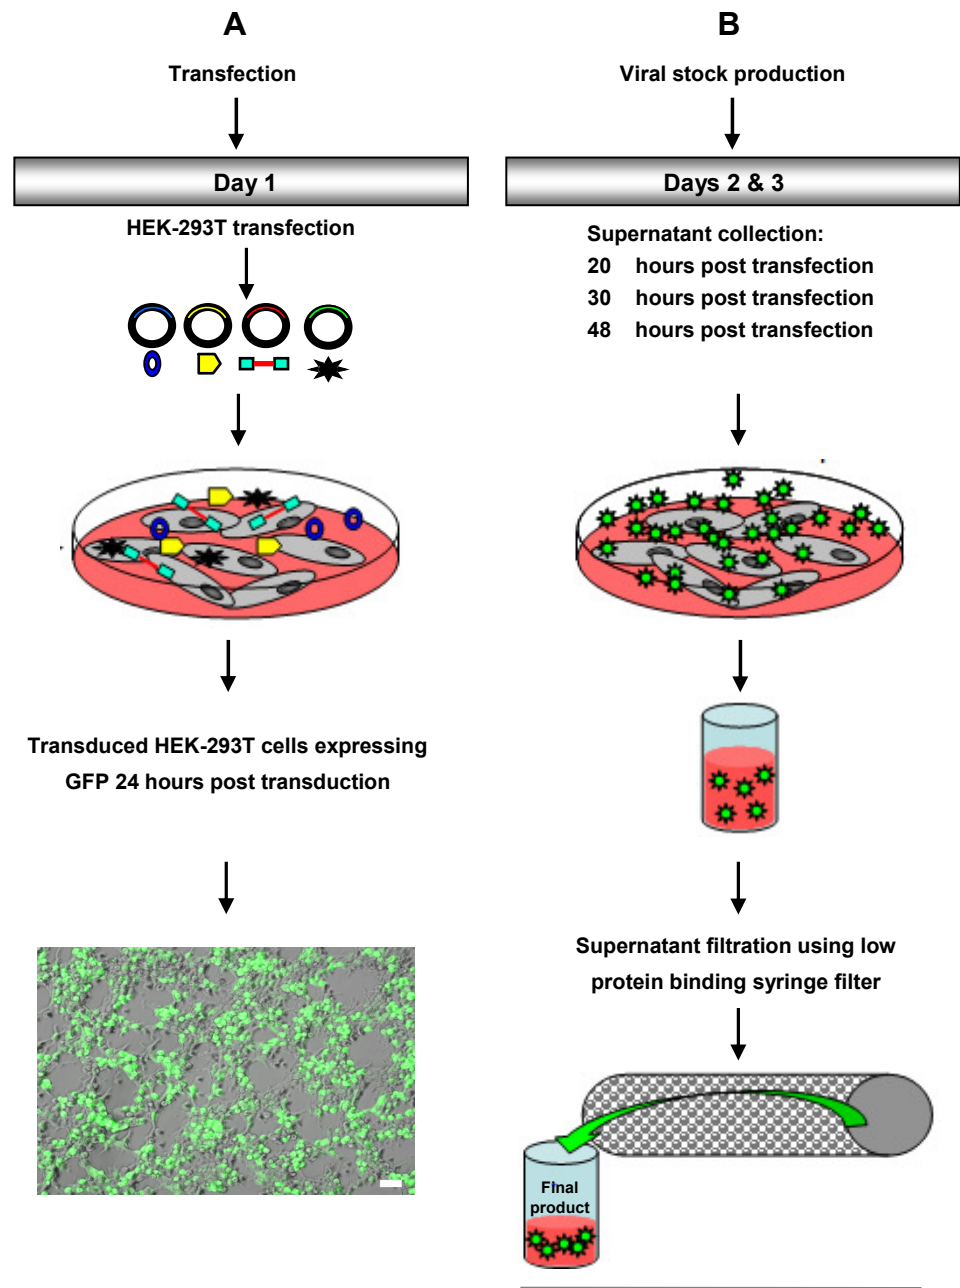 A
Transfection
Day 1
HEK-293T transfection
Transduced HEK-293T cells expressing
GFP 24 hours post transduction
B
Viral stock production
Days 2 & 3
Supernatant collection:
20 hours post transfection
30 hours post transfection
48 hours post transfection
Supernatant filtration using low
protein binding syringe filter
Final
product